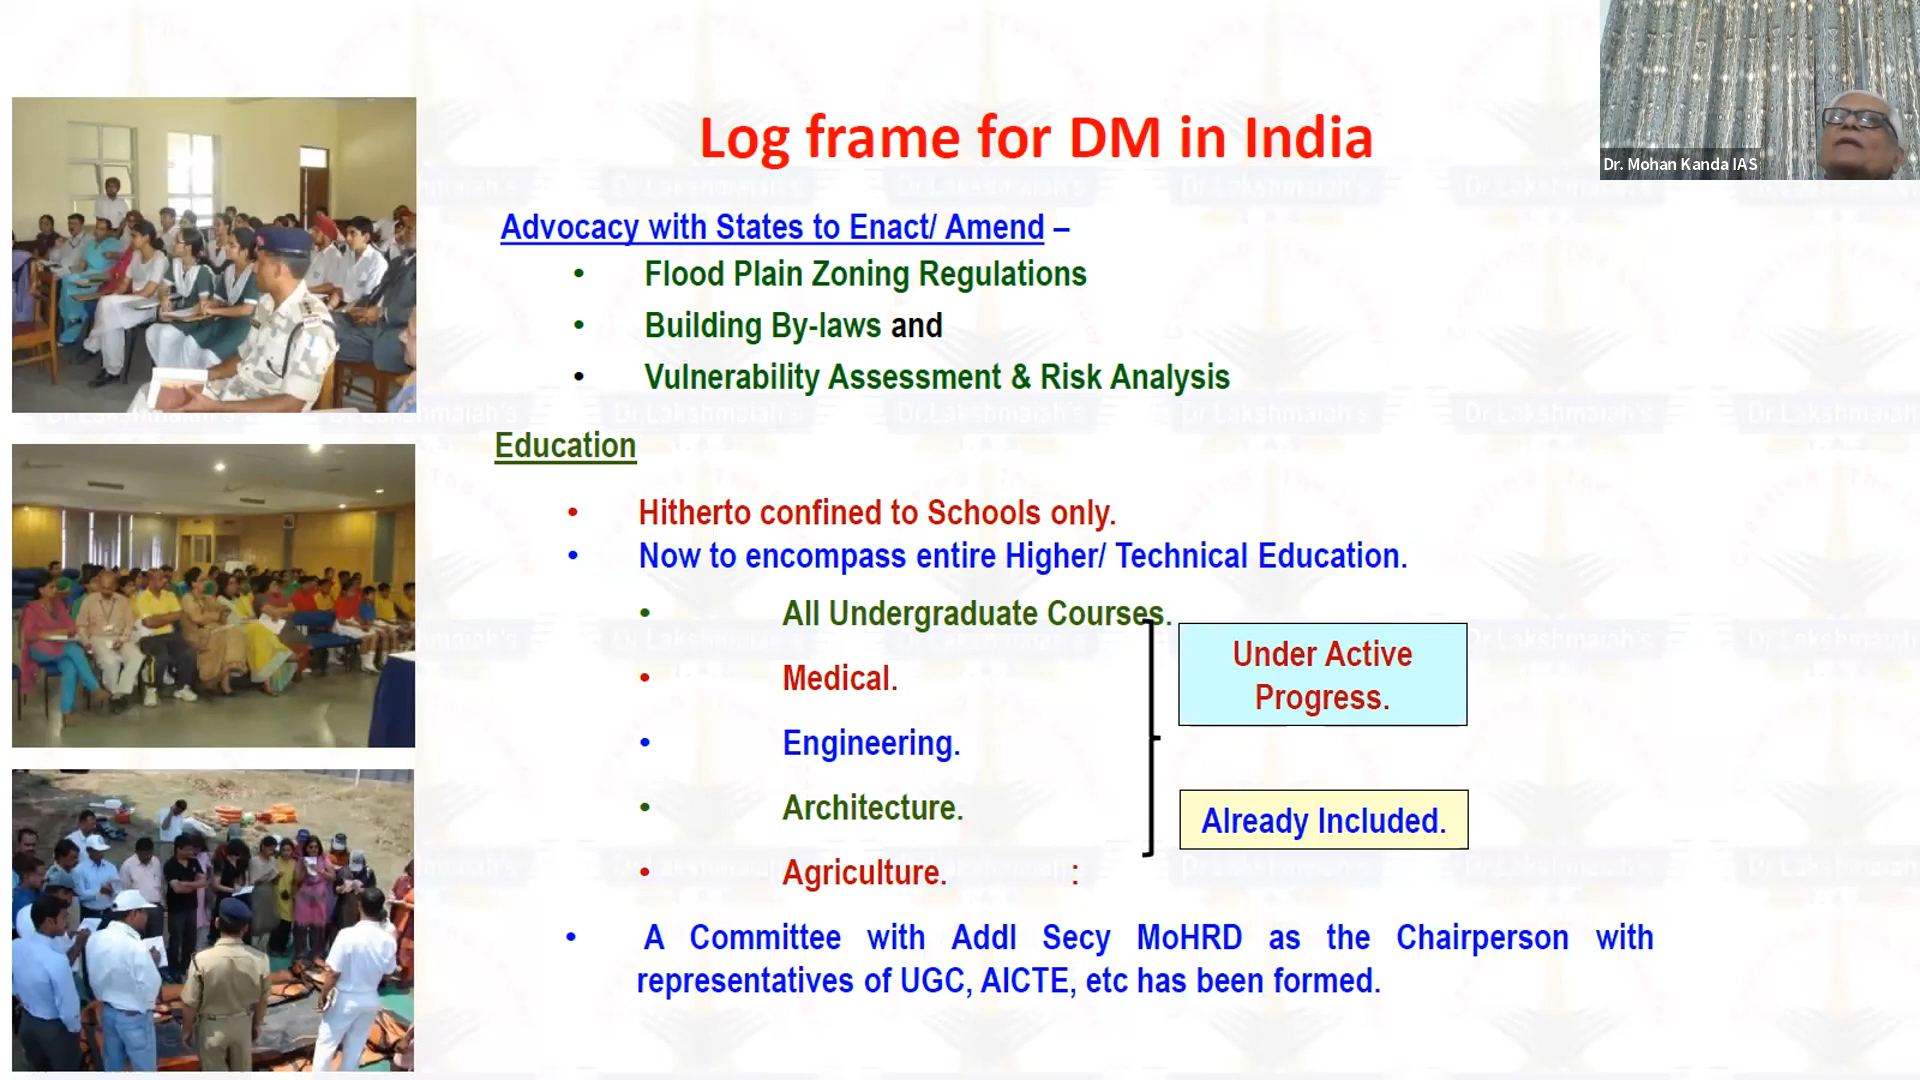 Log frame for DM in India
Dr. Mohan Kanda IAS
Advocacy with States to Enact/ Amend –
• Flood Plain Zoning Regulations
• Building By-laws and
• Vulnerability Assessment & Risk Analysis
Education
• Hitherto confined to Schools only.
• Now to encompass entire Higher/ Technical Education.
• All Undergraduate Courses.
• Medical.
• Engineering.
• Architecture.
• Agriculture. :
Under Active
Progress.
Already Included.
• A Committee with Addl Secy MoHRD as the Chairperson with
representatives of UGC, AICTE, etc has been formed.
Dr.Lakshmaiah's